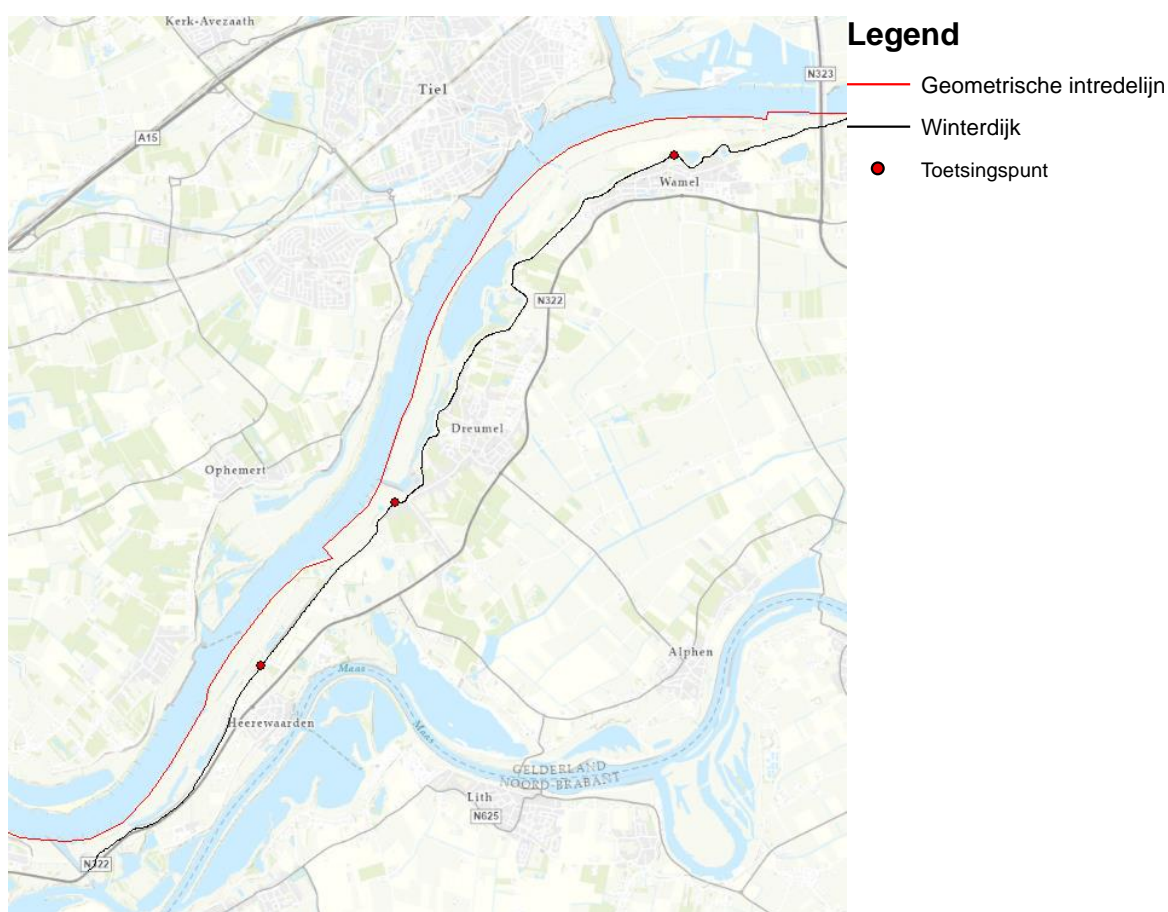 Kerk-Avezaath
Legend
N323
Geometrische intredelijn
Tiel
A15
Winterdijk
Toetsingspunt
Wamel
N322
Dreumel
Ophemert
Alphen
Maas
Heerewaarden
Maas
GELDERLAND
NOORD-BRABANT
Lith
N625
N322